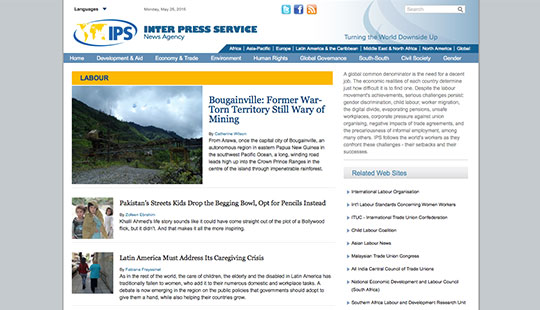 Languages
Monday, May 25, 2015
Search
IPS
INTER PRESS SERVICE
News Agency
Turning the World Downside Up
Africa | Asia-Pacific | Europe | Latin America & the Caribbean | Middle East & North Africa | North America | Global
Home Development & Aid Economy & Trade Environment Human Rights Global Governance South-South Civil Society Gender
LABOUR
Bougainville: Former War-
Torn Territory Still Wary of
Mining
By Catherine Wilson
From Arawa, once the capital city of Bougainville, an
autonomous region in eastern Papua New Guinea in
the southwest Pacific Ocean, a long, winding road
leads high up into the Crown Prince Ranges in the
centre of the island through impenetrable rainforest.
Pakistan's Streets Kids Drop the Begging Bowl, Opt for Pencils Instead
By Zofeen Ebrahim
Khalil Ahmed's life story sounds like it could have come straight out of the plot of a Bollywood
flick, but it didn't. And that makes it all the more inspiring.
Latin America Must Address Its Caregiving Crisis
By Fabiana Frayssinet
As in the rest of the world, the care of children, the elderly and the disabled in Latin America has
traditionally fallen to women, who add it to their numerous domestic and workplace tasks. A
debate is now emerging in the region on the public policies that governments should adopt to
give them a hand, while also helping their countries grow.
A global common denominator is the need for a decent
job. The economic realities of each country determine
just how difficult it is to find one. Despite the labour
movement's achievements, serious challenges persist:
gender discrimination, child labour, worker migration,
the digital divide, evaporating pensions, unsafe
workplaces, corporate pressure against union
organising, negative impacts of trade agreements, and
the precariousness of informal employment, among
many others. IPS follows the world's workers as they
confront these challenges - their setbacks and their
successes.
Related Web Sites
International Labour Organisation
Int'l Labour Standards Concerning Women Workers
ITUC - International Trade Union Confederation
Child Labour Coalition
Asian Labour News
Malaysian Trade Union Congress
All India Central Council of Trade Unions
National Economic Development and Labour Council
(South Africa)
Southern Africa Labour and Development Research Unit